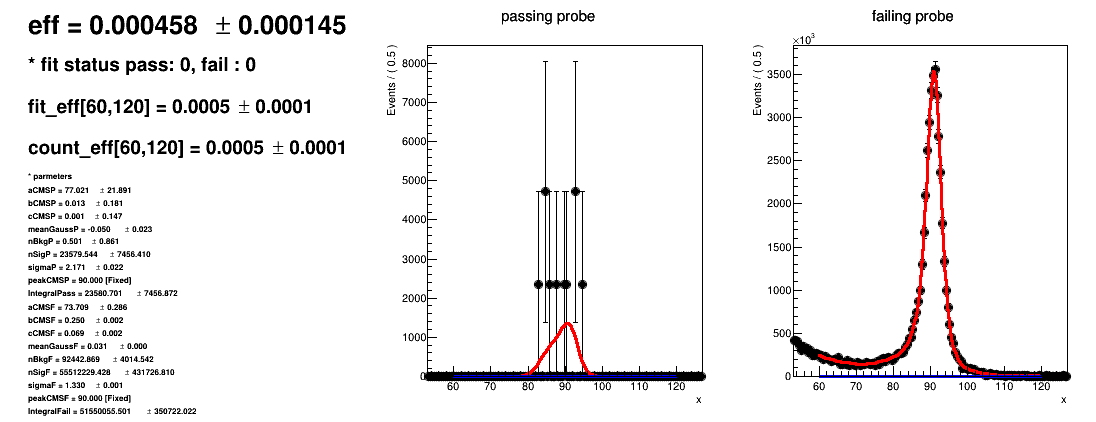 eff = 0.000458 ± 0.000145
* fit status pass: 0, fail : 0
fit_eff[60,120] = 0.0005 ± 0.0001
count_eff[60,120] = 0.0005 ± 0.0001
* parmeters
aCMSP = 77.021 ± 21.891
bCMSP = 0.013 ± 0.181
cCMSP = 0.001 ± 0.147
meanGaussP = -0.050 ± 0.023
nBkgP = 0.501 ± 0.861
nSigP = 23579.544 ± 7456.410
sigmaP = 2.171 ± 0.022
peakCMSP = 90.000 [Fixed]
IntegralPass = 23580.701 ± 7456.872
aCMSF = 73.709 ± 0.286
bCMSF = 0.250 ± 0.002
cCMSF = 0.069 ± 0.002
meanGaussF = 0.031 ± 0.000
nBkgF = 92442.869 ± 4014.542
nSigF = 55512229.428 ± 431726.810
sigmaF = 1.330 ± 0.001
peakCMSF = 90.000 [Fixed]
IntegralFail = 51550055.501 ± 350722.022
passing probe
Events / ( 0.5 )
8000
7000
6000
5000
4000
3000
2000
1000
0
60 70 80 90 100 110 120
x
failing probe
×10³
Events / ( 0.5 )
3500
3000
2500
2000
1500
1000
500
0
60 70 80 90 100 110 120
x